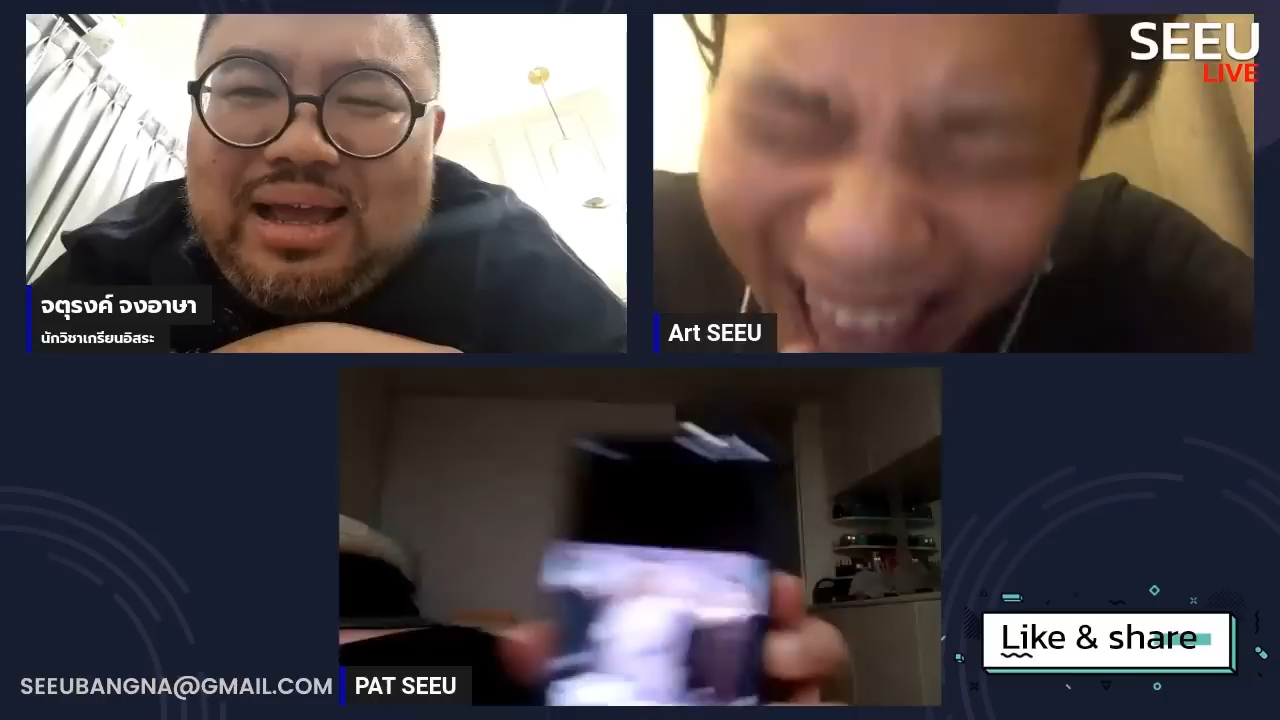 SEEU
LIVE
จตุรงค์ จงอาษา
นักวิชาเกรียนอิสระ
Art SEEU
Like & share
SEEUBANGNA@GMAIL.COM
PAT SEEU